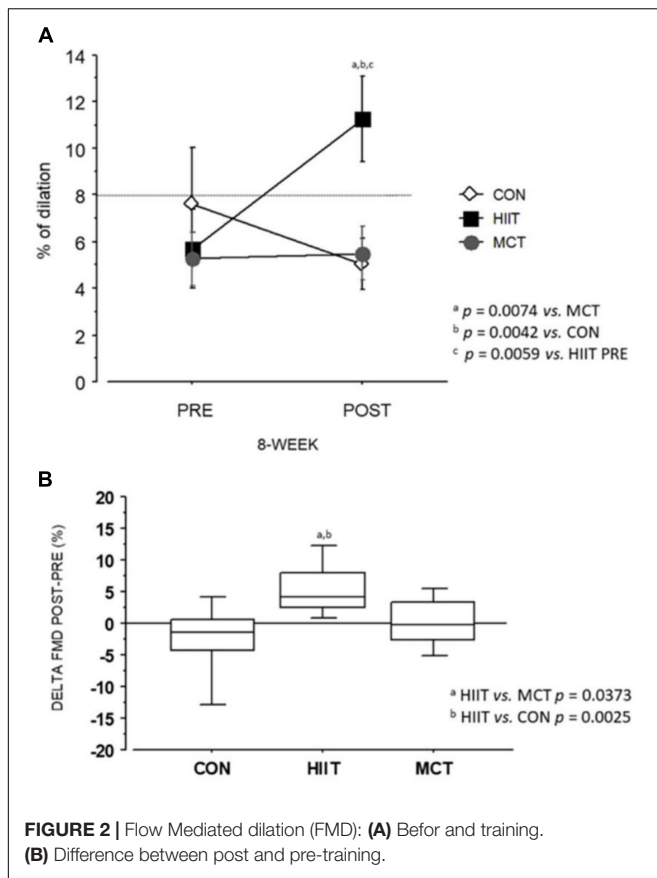 A
14
12
10
8
6
4
2
0
% of dilation
a,b,c
PRE
POST
8-WEEK
CON
HIIT
MCT
a p = 0.0074 vs. MCT
b p = 0.0042 vs. CON
c p = 0.0059 vs. HIIT PRE
B
20
15
10
5
0
-5
-10
-15
-20
DELTA FMD POST-PRE (%)
a,b
CON
HIIT
MCT
a HIIT vs. MCT p = 0.0373
b HIIT vs. CON p = 0.0025
FIGURE 2 | Flow Mediated dilation (FMD): (A) Befor and training.
(B) Difference between post and pre-training.